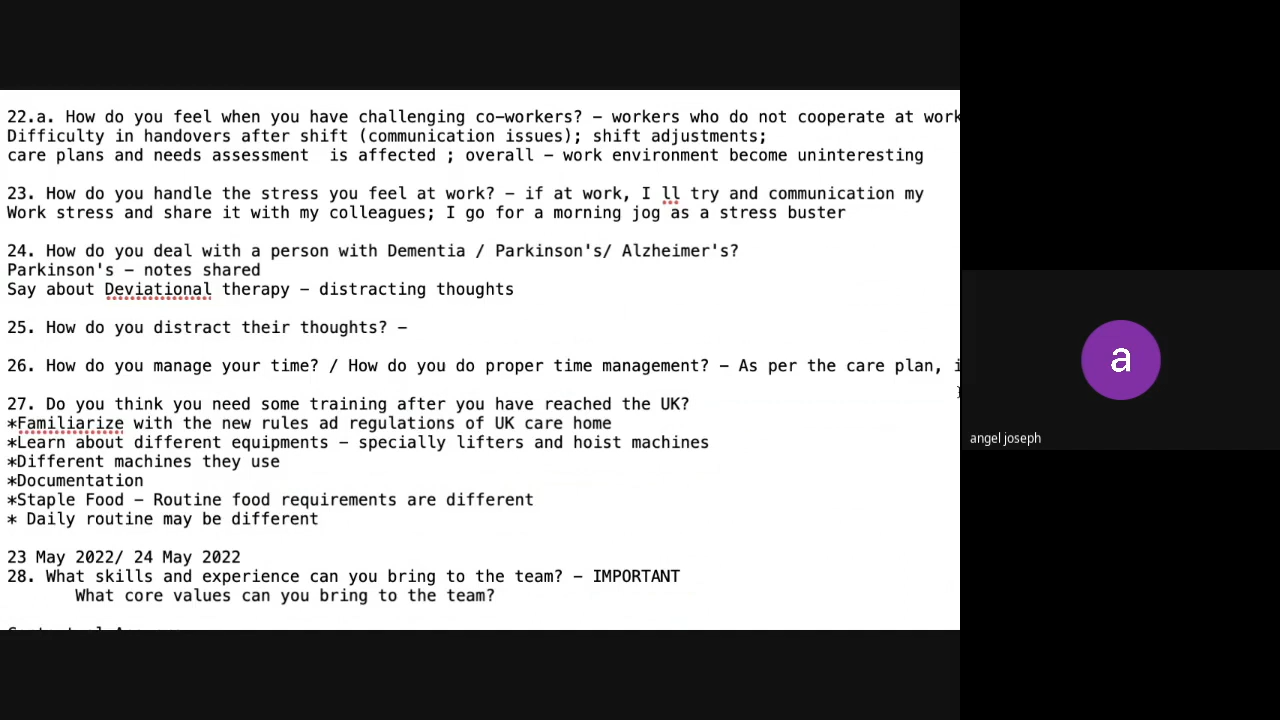 22.a. How do you feel when you have challenging co-workers? – workers who do not cooperate at work
Difficulty in handovers after shift (communication issues); shift adjustments;
care plans and needs assessment  is affected ; overall – work environment become uninteresting
23. How do you handle the stress you feel at work? – if at work, I ll try and communication my
Work stress and share it with my colleagues; I go for a morning jog as a stress buster
24. How do you deal with a person with Dementia / Parkinson's/ Alzheimer's?
Parkinson's – notes shared
Say about Deviational therapy – distracting thoughts
25. How do you distract their thoughts? –
26. How do you manage your time? / How do you do proper time management? – As per the care plan,
27. Do you think you need some training after you have reached the UK?
*Familiarize with the new rules ad regulations of UK care home
*Learn about different equipments – specially lifters and hoist machines
*Different machines they use
*Documentation
*Staple Food – Routine food requirements are different
* Daily routine may be different
23 May 2022/ 24 May 2022
28. What skills and experience can you bring to the team? – IMPORTANT
What core values can you bring to the team?
a
angel joseph